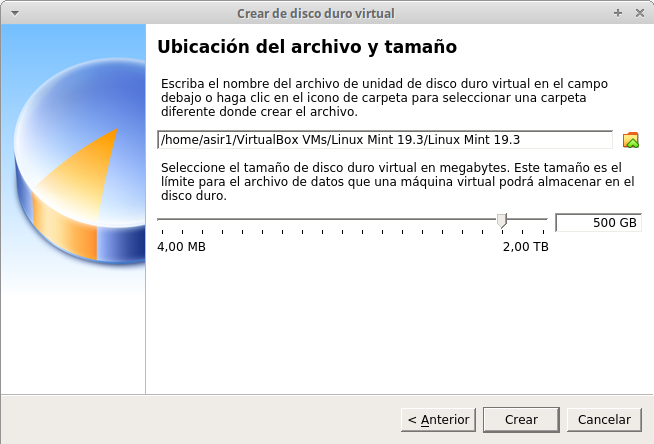 Crear de disco duro virtual
Ubicación del archivo y tamaño
Escriba el nombre del archivo de unidad de disco duro virtual en el campo
debajo o haga clic en el icono de carpeta para seleccionar una carpeta
diferente donde crear el archivo.
/home/asir1/VirtualBox VMs/Linux Mint 19.3/Linux Mint 19.3
Seleccione el tamaño de disco duro virtual en megabytes. Este tamaño es el
límite para el archivo de datos que una máquina virtual podrá almacenar en el
disco duro.
500 GB
4,00 MB 2,00 TB
< Anterior Crear Cancelar